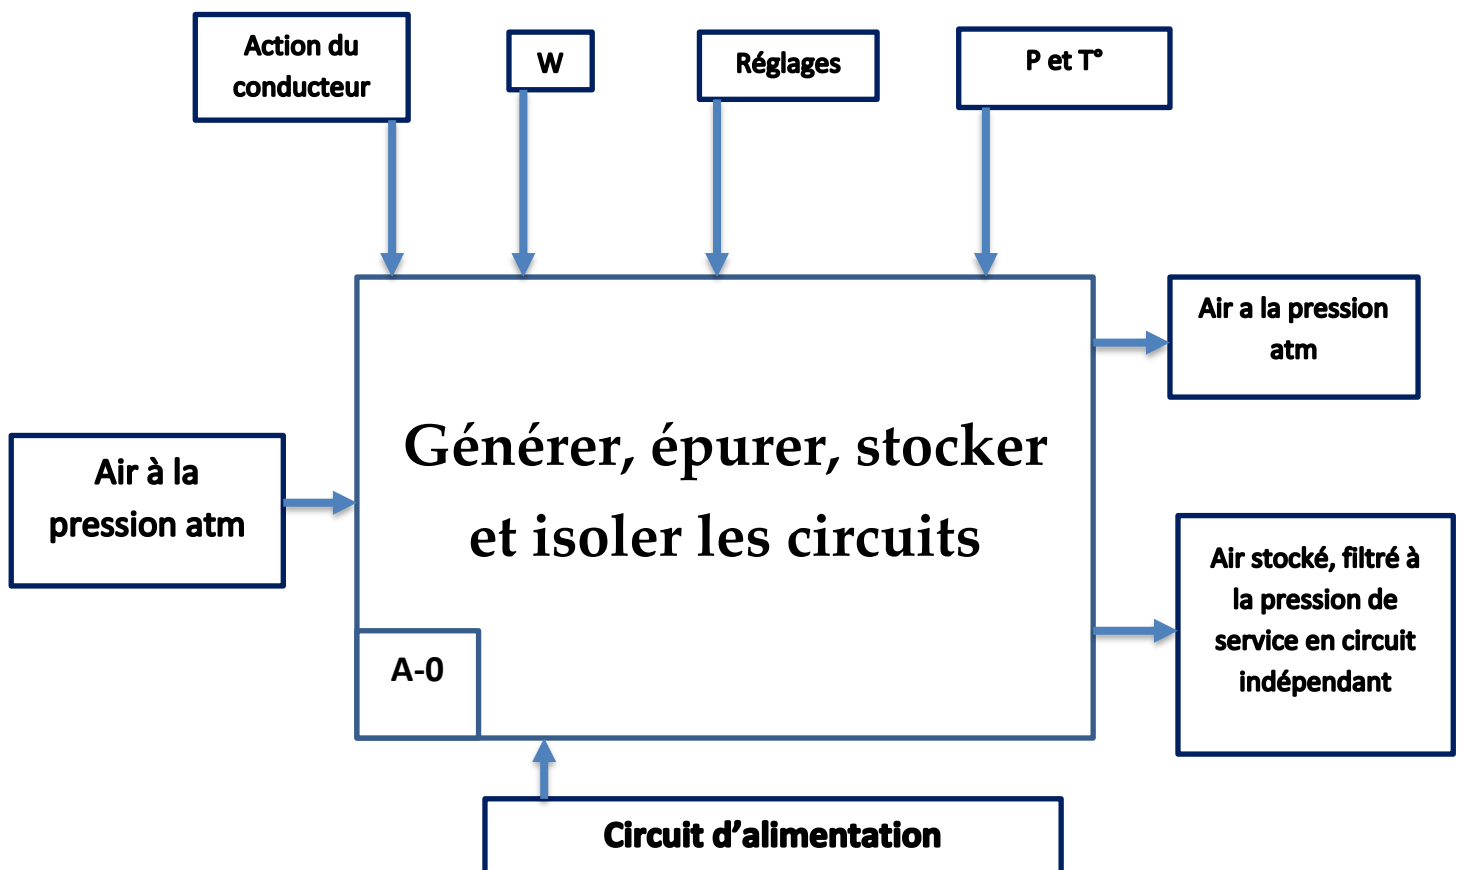 Action du
conducteur
W
Réglages
P et T°
Air a la pression
atm
Générer, épurer, stocker
et isoler les circuits
Air à la
pression atm
Air stocké, filtré à
la pression de
service en circuit
indépendant
A-0
Circuit d’alimentation